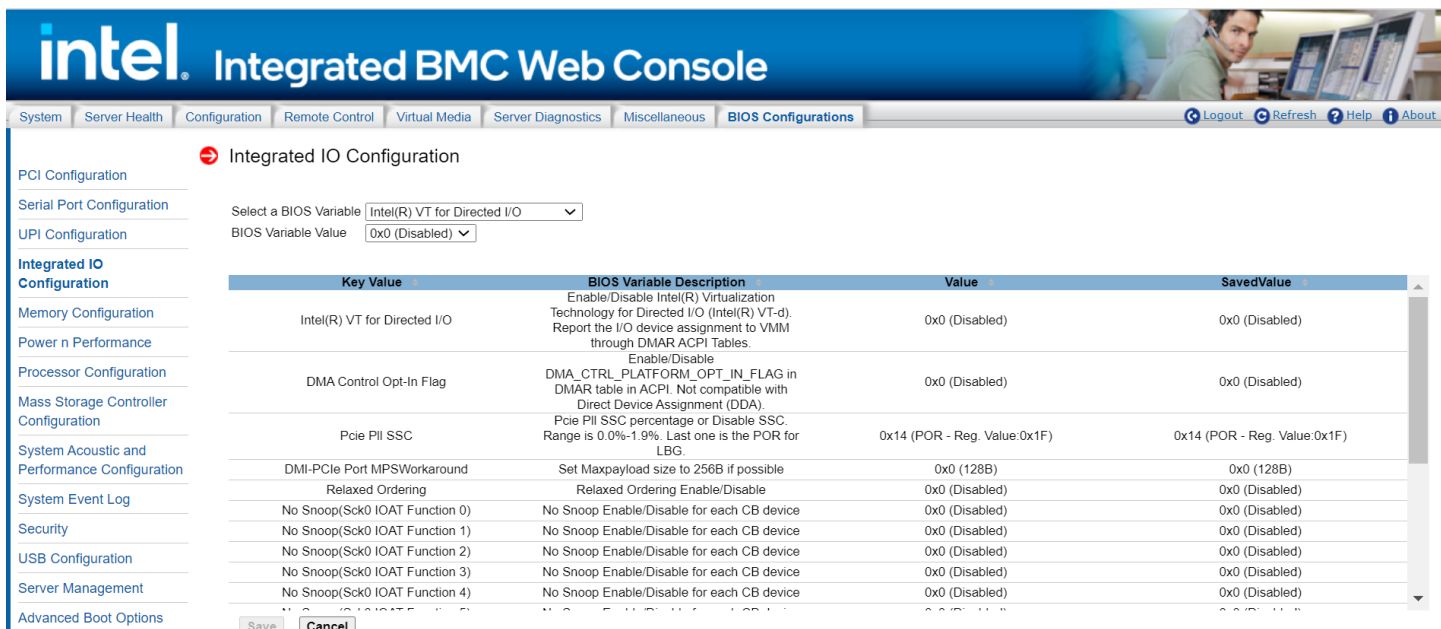 intel. Integrated BMC Web Console
System Server Health Configuration Remote Control Virtual Media Server Diagnostics Miscellaneous BIOS Configurations Logout Refresh Help About
PCI Configuration
Serial Port Configuration
UPI Configuration
Integrated IO
Configuration
Memory Configuration
Power n Performance
Processor Configuration
Mass Storage Controller
Configuration
System Acoustic and
Performance Configuration
System Event Log
Security
USB Configuration
Server Management
Advanced Boot Options
Integrated IO Configuration
Select a BIOS Variable Intel(R) VT for Directed I/O
BIOS Variable Value 0x0 (Disabled)
Key Value BIOS Variable Description Value SavedValue
Enable/Disable Intel(R) Virtualization
Technology for Directed I/O (Intel(R) VT-d).
Intel(R) VT for Directed I/O 0x0 (Disabled) 0x0 (Disabled)
Report the I/O device assignment to VMM
through DMAR ACPI Tables.
Enable/Disable
DMA_CTRL_PLATFORM_OPT_IN_FLAG in
DMA Control Opt-In Flag 0x0 (Disabled) 0x0 (Disabled)
DMAR table in ACPI. Not compatible with
Direct Device Assignment (DDA).
Pcie Pll SSC percentage or Disable SSC.
Pcie Pll SSC Range is 0.0%-1.9%. Last one is the POR for 0x14 (POR - Reg. Value:0x1F) 0x14 (POR - Reg. Value:0x1F)
LBG.
DMI-PCIe Port MPSWorkaround Set Maxpayload size to 256B if possible 0x0 (128B) 0x0 (128B)
Relaxed Ordering Relaxed Ordering Enable/Disable 0x0 (Disabled) 0x0 (Disabled)
No Snoop(Sck0 IOAT Function 0) No Snoop Enable/Disable for each CB device 0x0 (Disabled) 0x0 (Disabled)
No Snoop(Sck0 IOAT Function 1) No Snoop Enable/Disable for each CB device 0x0 (Disabled) 0x0 (Disabled)
No Snoop(Sck0 IOAT Function 2) No Snoop Enable/Disable for each CB device 0x0 (Disabled) 0x0 (Disabled)
No Snoop(Sck0 IOAT Function 3) No Snoop Enable/Disable for each CB device 0x0 (Disabled) 0x0 (Disabled)
No Snoop(Sck0 IOAT Function 4) No Snoop Enable/Disable for each CB device 0x0 (Disabled) 0x0 (Disabled)
Save Cancel